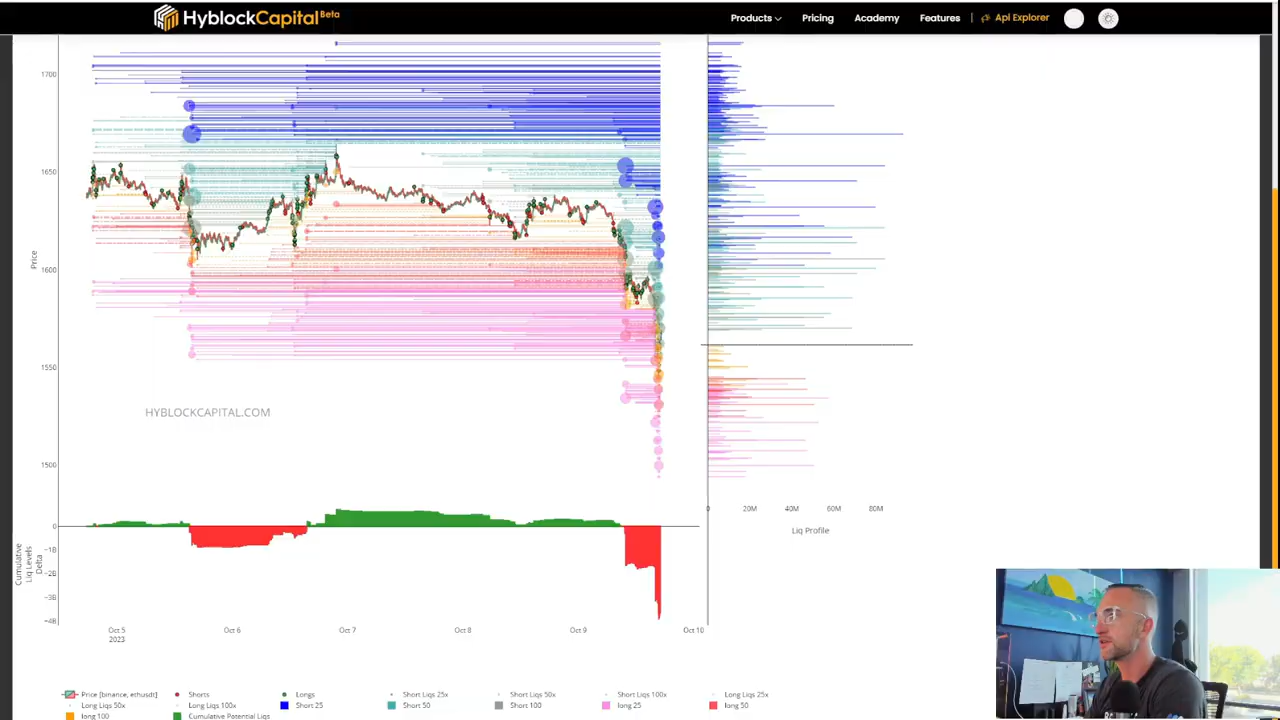 HyblockCapital Beta
Products Pricing Academy Features Api Explorer
1700
1650
Price
1600
1550
HYBLOCKCAPITAL.COM
1500
0 20M 40M 60M 80M
0
Liq Profile
−1B
−2B
−3B
−4B
Cumulative
Liq Levels
Delta
Oct 5 Oct 6 Oct 7 Oct 8 Oct 9 Oct 10
2023
Price [binance; ethusdt] Shorts Longs Short Liqs 25x Short Liqs 50x Short Liqs 100x Long Liqs 25x
Long Liqs 50x Long Liqs 100x Short 25 Short 50 Short 100 long 25 long 50
long 100 Cumulative Potential Liqs